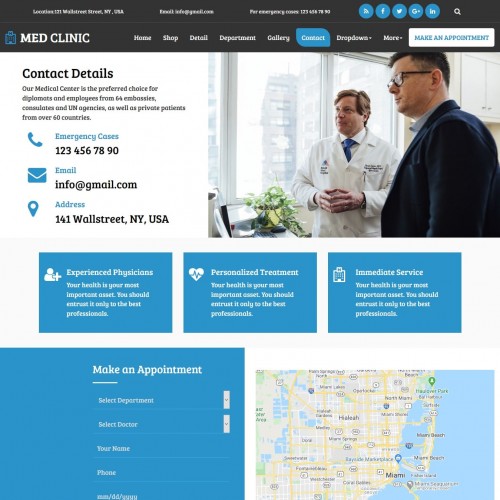 Location:131 Wallstreet Street, NY , USA
Email: info@gmail.com
For emergency cases: 123 456 78 90
MED CLINIC
Home
Shop
Detail
Department
Gallery
Contact
Dropdown
More
MAKE AN APPOINTMENT
Contact Details
Our Medical Center is the preferred choice for
diplomats and employees from 64 embassies,
consulates and UN agencies, as well as private patients
from over 60 countries.
Emergency Cases
123 456 78 90
Email
info@gmail.com
Address
141 Wallstreet, NY, USA
Experienced Physicians
Your health is your most
important asset. You should
entrust it only to the best
professionals.
Personalized Treatment
Your health is your most
important asset. You should
entrust it only to the best
professionals.
Immediate Service
Your health is your most
important asset. You should
entrust it only to the best
professionals.
Make an Appointment
Select Department
Select Doctor
Your Name
Phone
mm/dd/yyyy
Haulover Park
Miami Shores
Hialeah
Miami Springs
Miami Beach
Miami